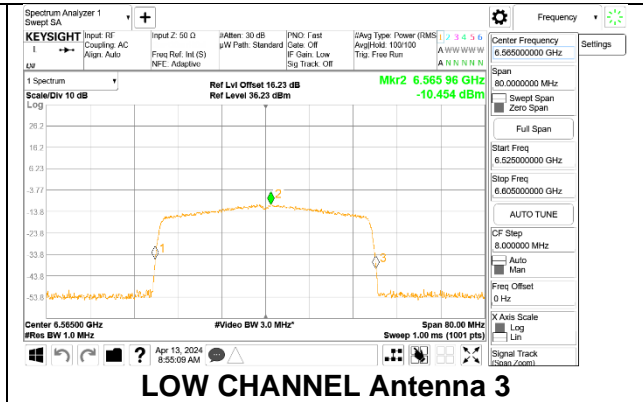 Spectrum Analyzer 1
Swept SA
+
Frequency
KEYSIGHT
Input: RF
Coupling: AC
Align: Auto
Input Z: 50 Ω
Freq Ref: Int (S)
NFE: Adaptive
#Atten: 30 dB
µW Path: Standard
PNO: Fast
Gate: Off
IF Gain: Low
Sig Track: Off
#Avg Type: Power (RMS
Avg|Hold: 100/100
Trig: Free Run
1 2 3 4 5 6
A W W W W W
A N N N N N
1 Spectrum
Scale/Div 10 dB
Log
Ref Lvl Offset 16.23 dB
Ref Level 36.23 dBm
Mkr2 6.565 96 GHz
-10.454 dBm
26.2
16.2
6.23
-3.77
-13.8
-23.8
-33.8
-43.8
-53.8
1
2
3
Center 6.56500 GHz
#Res BW 1.0 MHz
#Video BW 3.0 MHz*
Span 80.00 MHz
Sweep 1.00 ms (1001 pts)
?
Apr 13, 2024
8:55:09 AM
Center Frequency
6.565000000 GHz
Settings
Span
80.0000000 MHz
Swept Span
Zero Span
Full Span
Start Freq
6.525000000 GHz
Stop Freq
6.605000000 GHz
AUTO TUNE
CF Step
8.000000 MHz
Auto
Man
Freq Offset
0 Hz
X Axis Scale
Log
Lin
Signal Track
(Span Zoom)
LOW CHANNEL Antenna 3